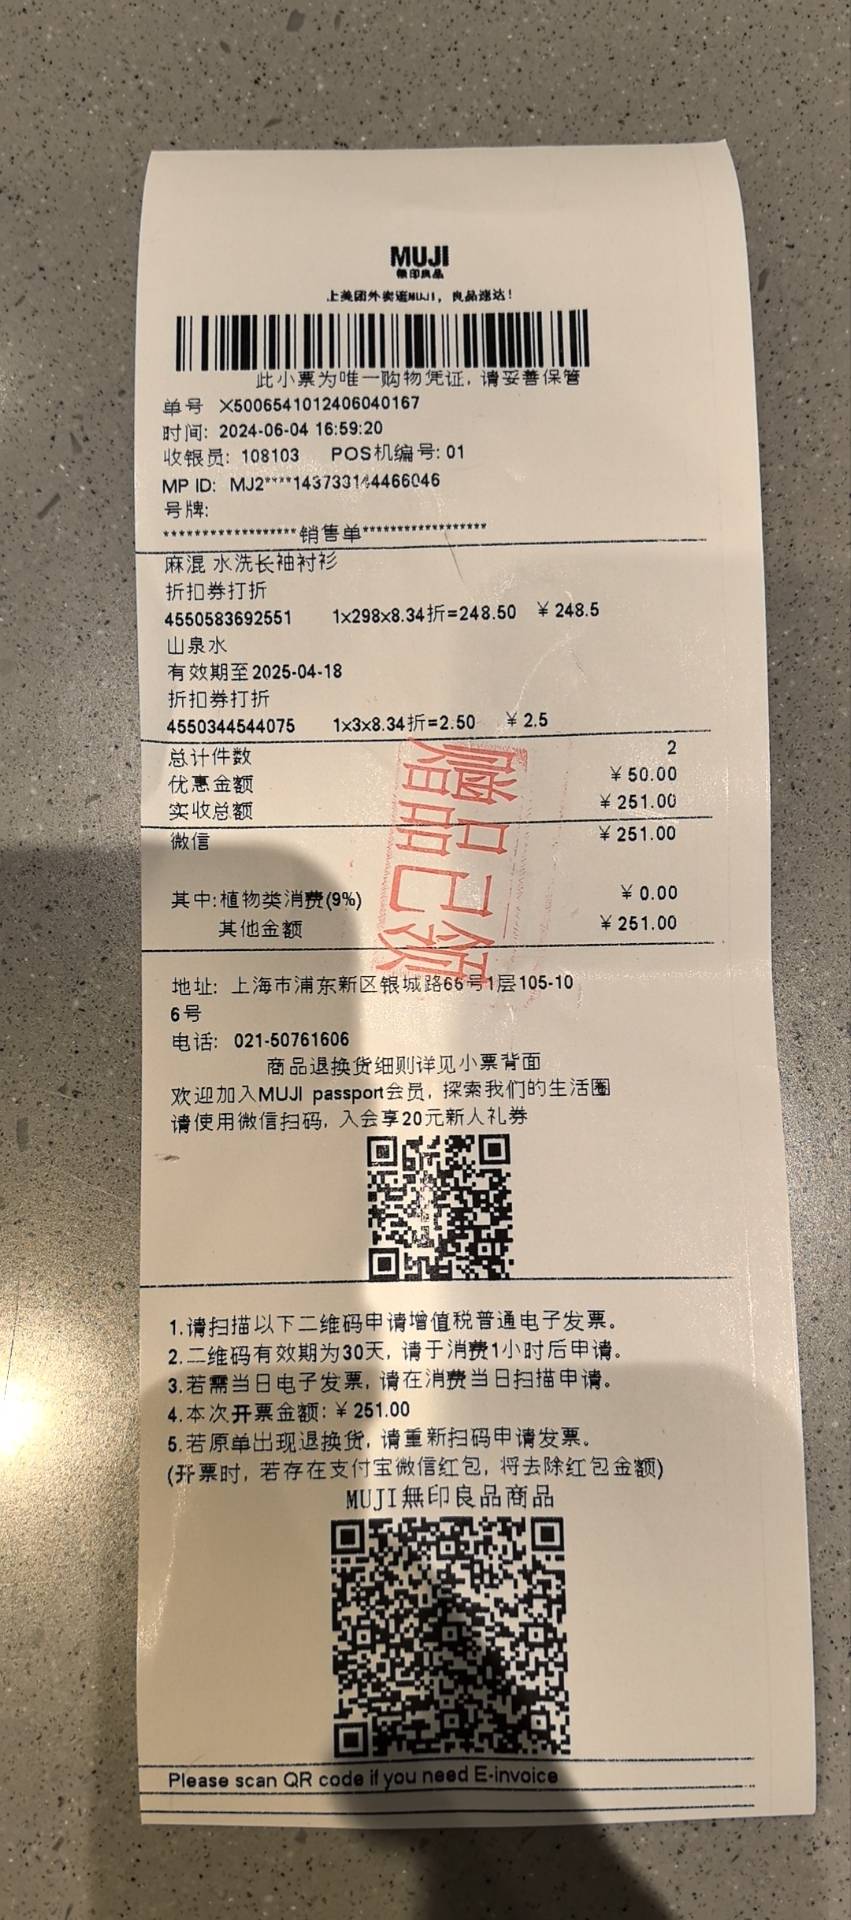 MUJI
無印良品
上美团外卖逛MUJI，良品速达！
此小票为唯一购物凭证，请妥善保管
单号 X5006541012406040167
时间: 2024-06-04 16:59:20
收银员: 108103 POS机编号: 01
MP ID: MJ2****143733144466046
号牌:
******************销售单******************
麻混 水洗长袖衬衫
折扣券打折
4550583692551 1x298x8.34折=248.50 ￥248.5
山泉水
有效期至2025-04-18
折扣券打折
4550344544075 1x3x8.34折=2.50 ￥2.5
总计件数 2
优惠金额 ￥50.00
实收总额 ￥251.00
微信 ￥251.00
其中:植物类消费(9%) ￥0.00
其他金额 ￥251.00
赠品已领
地址: 上海市浦东新区银城路66号1层105-10
6号
电话: 021-50761606
商品退换货细则详见小票背面
欢迎加入MUJI passport会员, 探索我们的生活圈
请使用微信扫码, 入会享20元新人礼券
1.请扫描以下二维码申请增值税普通电子发票。
2.二维码有效期为30天, 请于消费1小时后申请。
3.若需当日电子发票, 请在消费当日扫描申请。
4.本次开票金额:￥251.00
5.若原单出现退换货, 请重新扫码申请发票。
(开票时, 若存在支付宝微信红包, 将去除红包金额)
MUJI無印良品商品
Please scan QR code if you need E-invoice